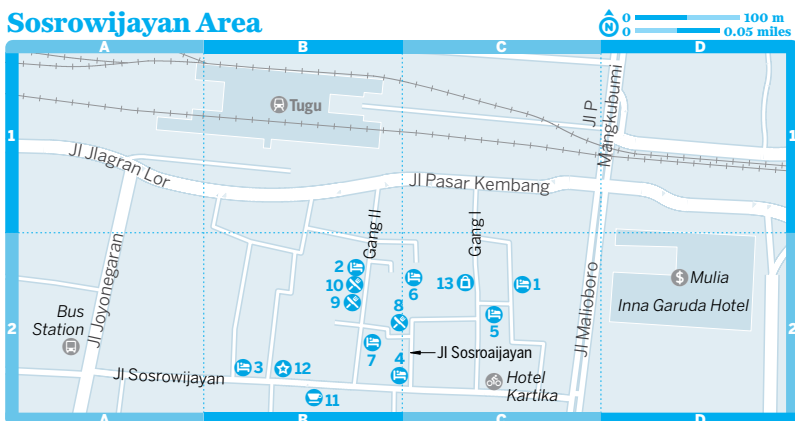 Sosrowijayan Area
N
0 100 m
0 0.05 miles
A B C D
Tugu
Jl P
Mangkubumi
1 1
Jl Jlagran Lor
Jl Pasar Kembang
Gang II
Gang I
Jl Joyonegaran
2
10
9
6
13
1
Mulia
Inna Garuda Hotel
8
5
Bus
Station
2 2
7
4
Jl Sosroaijayan
Jl Malioboro
3
12
Jl Sosrowijayan
Hotel
Kartika
11
A B C D